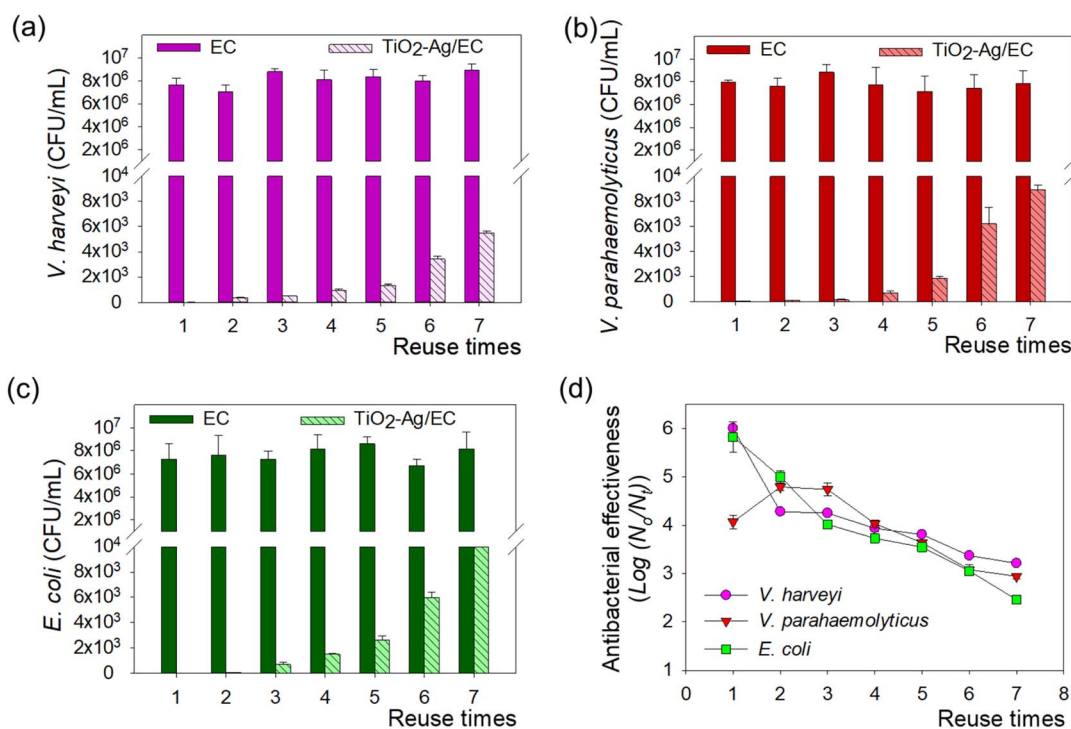 (a)
EC
TiO2-Ag/EC
V. harveyi (CFU/mL)
10⁷
8x10⁶
6x10⁶
4x10⁶
2x10⁶
10⁴
8x10³
6x10³
4x10³
2x10³
0
1 2 3 4 5 6 7
Reuse times
(b)
EC
TiO2-Ag/EC
V. parahaemolyticus (CFU/mL)
10⁷
8x10⁶
6x10⁶
4x10⁶
2x10⁶
10⁴
8x10³
6x10³
4x10³
2x10³
0
1 2 3 4 5 6 7
Reuse times
(c)
EC
TiO2-Ag/EC
E. coli (CFU/mL)
10⁷
8x10⁶
6x10⁶
4x10⁶
2x10⁶
10⁴
8x10³
6x10³
4x10³
2x10³
0
1 2 3 4 5 6 7
Reuse times
(d)
Antibacterial effectiveness
(Log (No/Nt))
6
5
4
3
2
1
V. harveyi
V. parahaemolyticus
E. coli
0 1 2 3 4 5 6 7 8
Reuse times